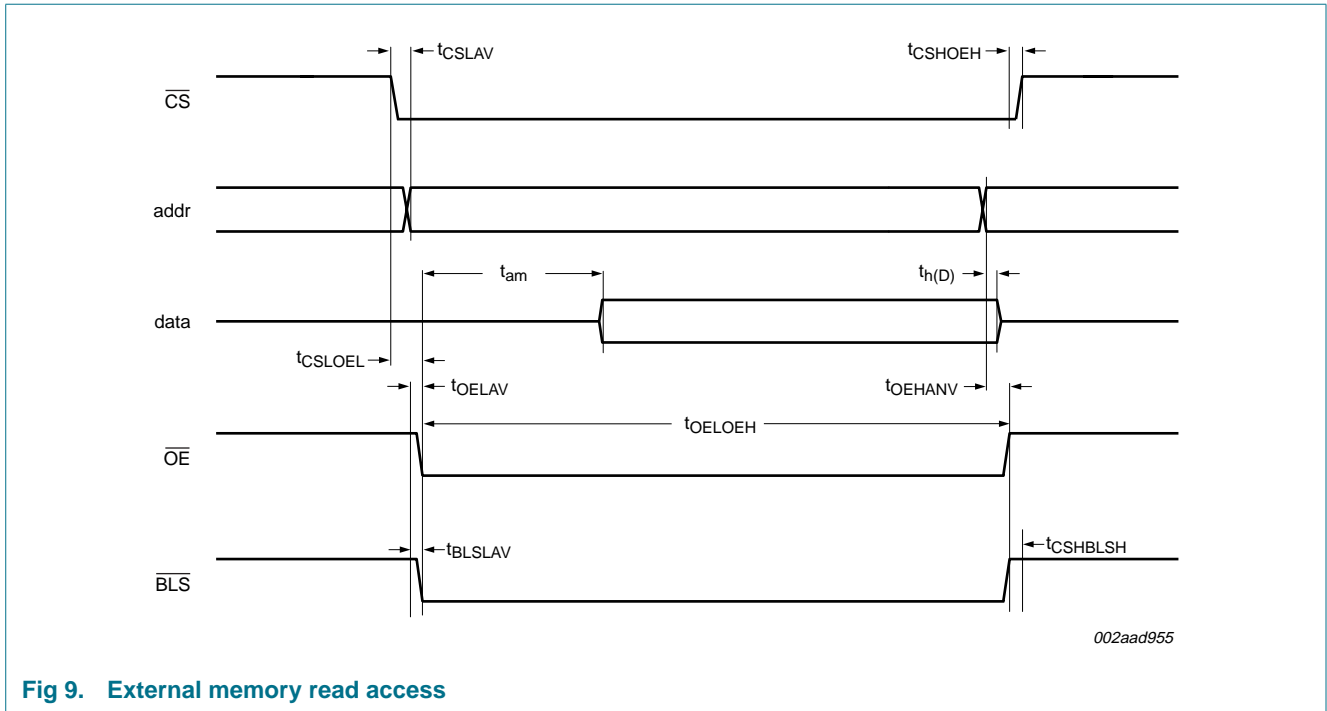 tCSLAV
tCSHOEH
CS
addr
tam
th(D)
data
tCSLOEL
tOELAV
tOEHANV
tOELOEH
OE
tBLSLAV
tCSHBLSH
BLS
002aad955
Fig 9. External memory read access